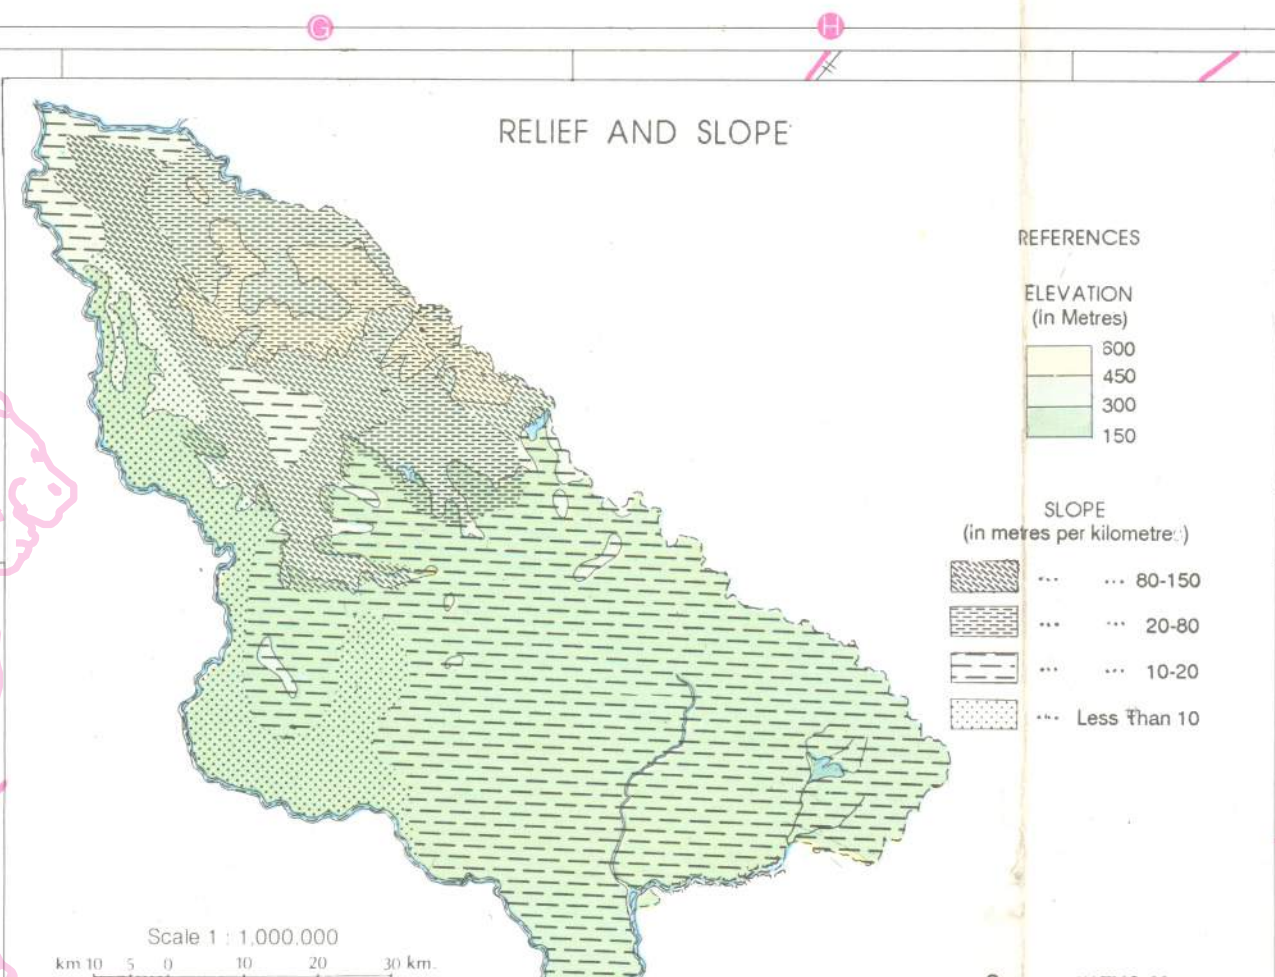 G H
RELIEF AND SLOPE
REFERENCES
ELEVATION
(in Metres)
600
450
300
150
SLOPE
(in metres per kilometres)
80-150
20-80
10-20
Less Than 10
Scale 1 : 1,000.000
km 10 5 0 10 20 30 km.